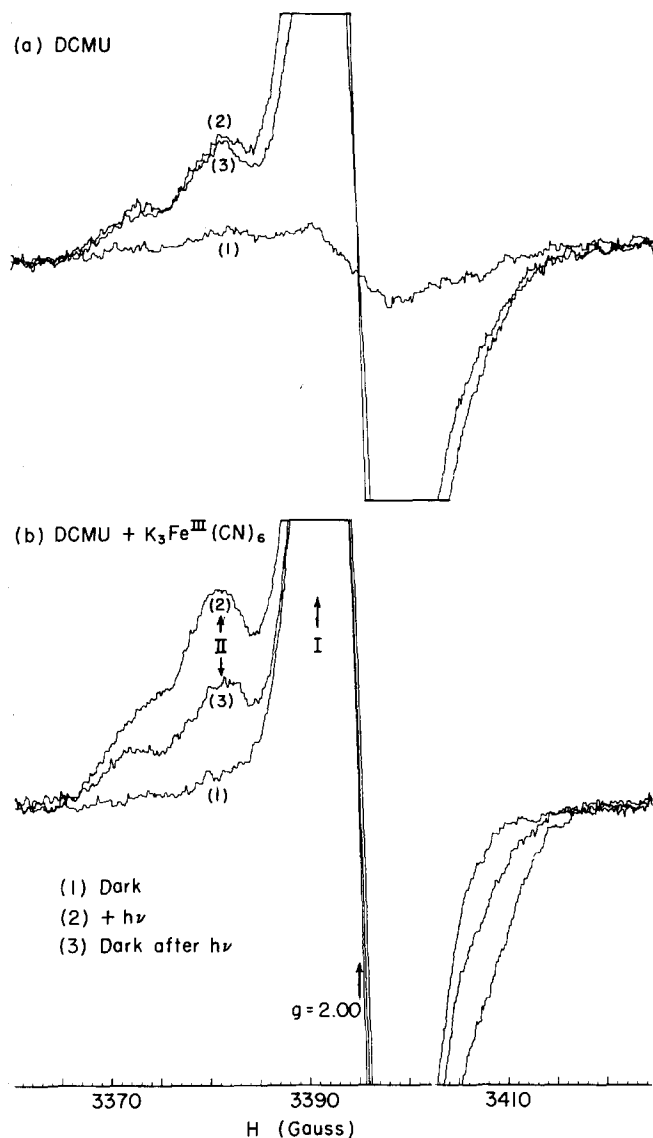 (a) DCMU
(2)
(3)
(1)
(b) DCMU + K₃Feᴵᴵᴵ(CN)₆
(2)
II
I
(3)
(1)
(1) Dark
(2) + hν
(3) Dark after hν
g=2.00
3370 3390 3410
H (Gauss)